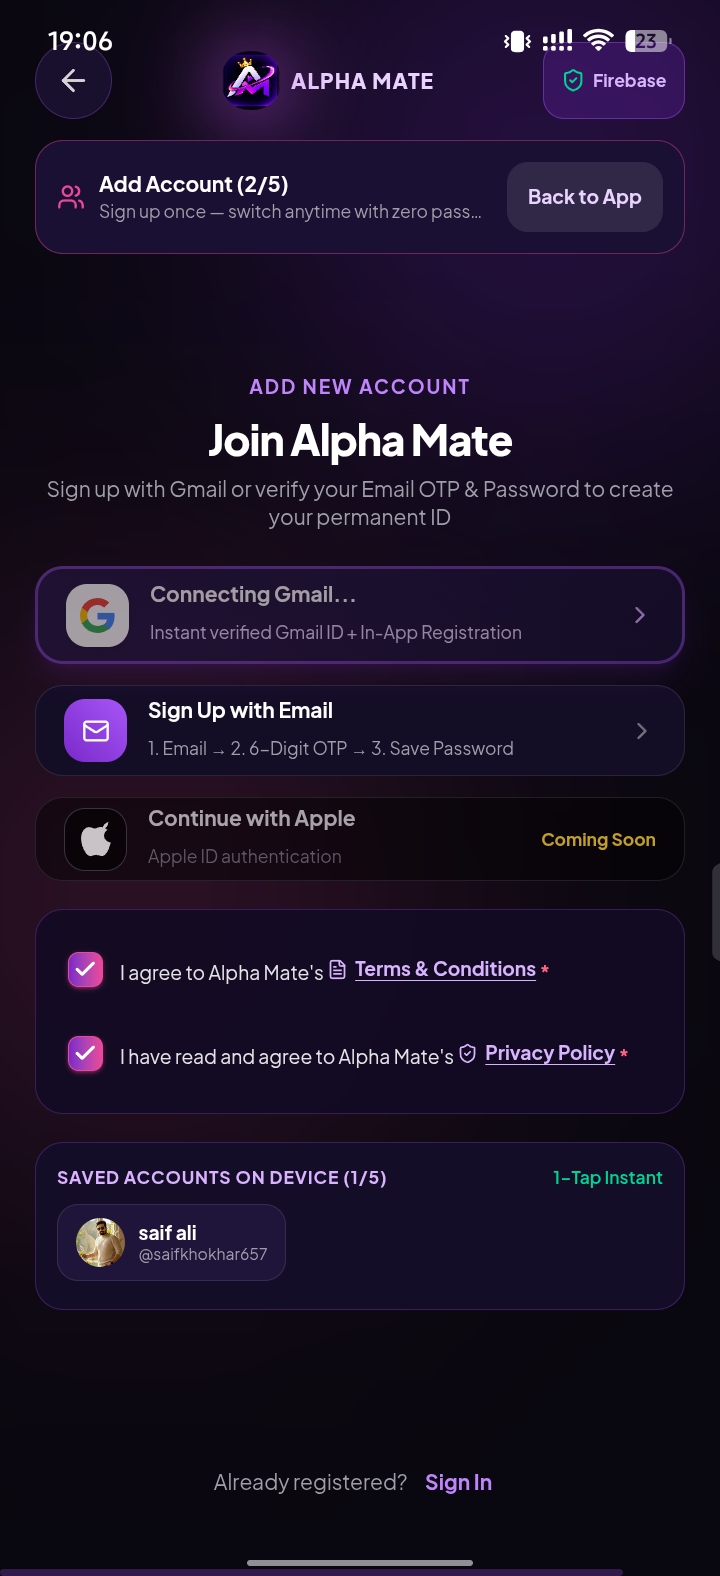 19:06
23
ALPHA MATE
Firebase
Add Account (2/5)
Sign up once — switch anytime with zero pass...
Back to App
ADD NEW ACCOUNT
Join Alpha Mate
Sign up with Gmail or verify your Email OTP & Password to create
your permanent ID
Connecting Gmail...
Instant verified Gmail ID + In-App Registration
Sign Up with Email
1. Email → 2. 6-Digit OTP → 3. Save Password
Continue with Apple
Apple ID authentication
Coming Soon
I agree to Alpha Mate's Terms & Conditions *
I have read and agree to Alpha Mate's Privacy Policy *
SAVED ACCOUNTS ON DEVICE (1/5)
1-Tap Instant
saif ali
@saifkhokhar657
Already registered? Sign In